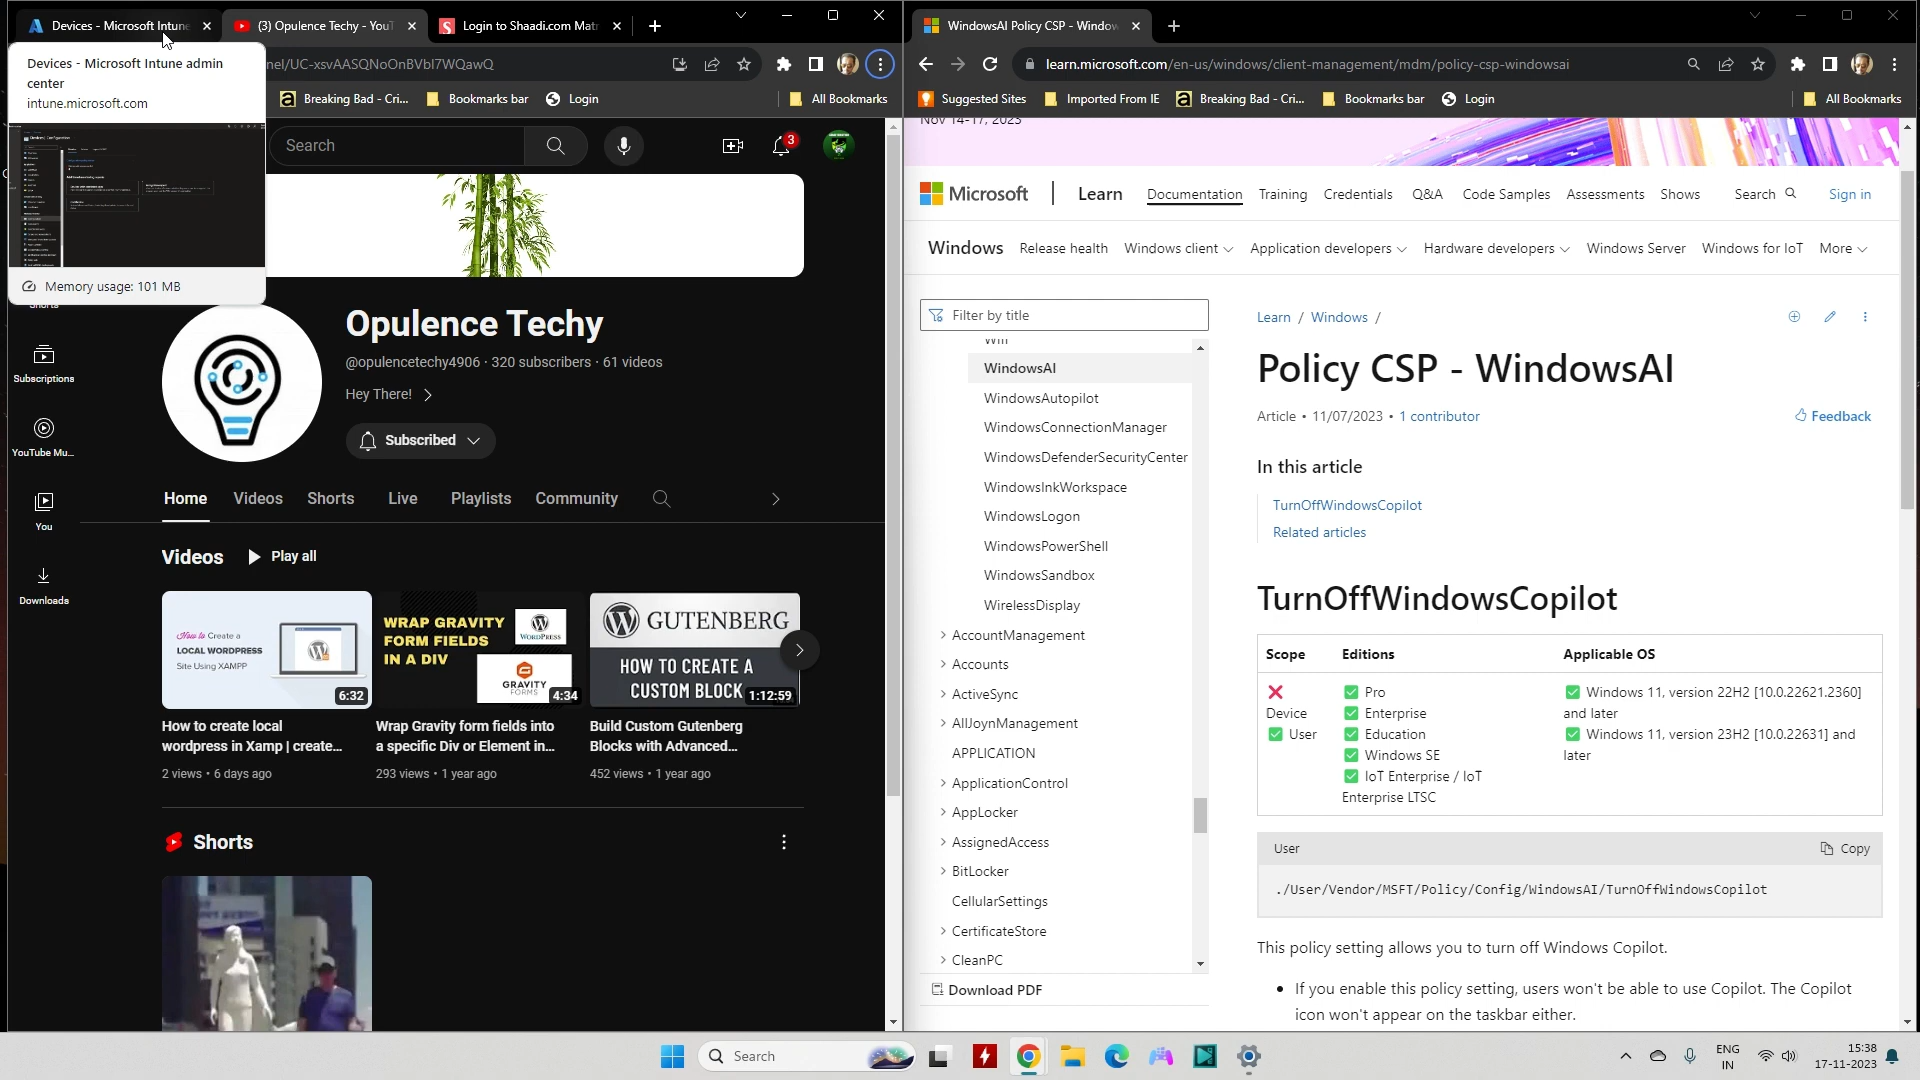 Devices - Microsoft Intune
(3) Opulence Techy - YouT
Login to Shaadi.com Matr
WindowsAI Policy CSP - Window
Devices - Microsoft Intune admin
center
intune.microsoft.com
Memory usage: 101 MB
nel/UC-xsvAASQNoOnBVbI7WQAwQ
Breaking Bad - Cri...
Bookmarks bar
Login
All Bookmarks
learn.microsoft.com/en-us/windows/client-management/mdm/policy-csp-windowsai
Suggested Sites
Imported From IE
Breaking Bad - Cri...
Bookmarks bar
Login
All Bookmarks
Search
3
Shorts
Subscriptions
YouTube Mu...
You
Downloads
Opulence Techy
@opulencetechy4906 · 320 subscribers · 61 videos
Hey There!
Subscribed
Home
Videos
Shorts
Live
Playlists
Community
Videos
Play all
How to Create a
LOCAL WORDPRESS
Site Using XAMPP
6:32
How to create local
wordpress in Xamp | create...
2 views • 6 days ago
WRAP GRAVITY
FORM FIELDS
IN A DIV
WORDPRESS
GRAVITY
FORMS
4:34
Wrap Gravity form fields into
a specific Div or Element in...
293 views • 1 year ago
GUTENBERG
HOW TO CREATE A
CUSTOM BLOCK
1:12:59
Build Custom Gutenberg
Blocks with Advanced...
452 views • 1 year ago
Shorts
Nov 14-17, 2023
Microsoft
Learn
Documentation
Training
Credentials
Q&A
Code Samples
Assessments
Shows
Search
Sign in
Windows
Release health
Windows client
Application developers
Hardware developers
Windows Server
Windows for IoT
More
Filter by title
Wifi
WindowsAI
WindowsAutopilot
WindowsConnectionManager
WindowsDefenderSecurityCenter
WindowsInkWorkspace
WindowsLogon
WindowsPowerShell
WindowsSandbox
WirelessDisplay
AccountManagement
Accounts
ActiveSync
AllJoynManagement
APPLICATION
ApplicationControl
AppLocker
AssignedAccess
BitLocker
CellularSettings
CertificateStore
CleanPC
Download PDF
Learn / Windows /
Policy CSP - WindowsAI
Article • 11/07/2023 • 1 contributor
Feedback
In this article
TurnOffWindowsCopilot
Related articles
TurnOffWindowsCopilot
Scope
Editions
Applicable OS
Device
User
Pro
Enterprise
Education
Windows SE
IoT Enterprise / IoT
Enterprise LTSC
Windows 11, version 22H2 [10.0.22621.2360]
and later
Windows 11, version 23H2 [10.0.22631] and
later
User
Copy
./User/Vendor/MSFT/Policy/Config/WindowsAI/TurnOffWindowsCopilot
This policy setting allows you to turn off Windows Copilot.
• If you enable this policy setting, users won't be able to use Copilot. The Copilot
icon won't appear on the taskbar either.
Search
ENG
IN
15:38
17-11-2023